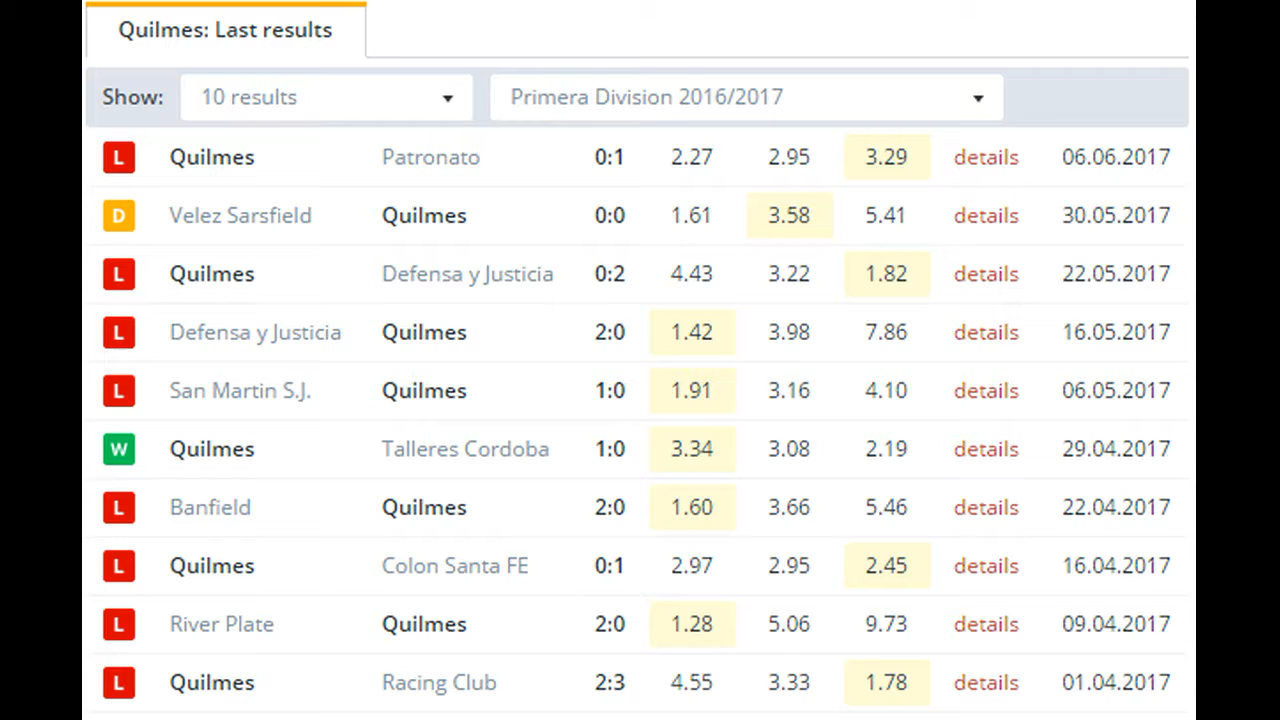 Quilmes: Last results
Show: 10 results Primera Division 2016/2017
L Quilmes Patronato 0:1 2.27 2.95 3.29 details 06.06.2017
D Velez Sarsfield Quilmes 0:0 1.61 3.58 5.41 details 30.05.2017
L Quilmes Defensa y Justicia 0:2 4.43 3.22 1.82 details 22.05.2017
L Defensa y Justicia Quilmes 2:0 1.42 3.98 7.86 details 16.05.2017
L San Martin S.J. Quilmes 1:0 1.91 3.16 4.10 details 06.05.2017
W Quilmes Talleres Cordoba 1:0 3.34 3.08 2.19 details 29.04.2017
L Banfield Quilmes 2:0 1.60 3.66 5.46 details 22.04.2017
L Quilmes Colon Santa FE 0:1 2.97 2.95 2.45 details 16.04.2017
L River Plate Quilmes 2:0 1.28 5.06 9.73 details 09.04.2017
L Quilmes Racing Club 2:3 4.55 3.33 1.78 details 01.04.2017